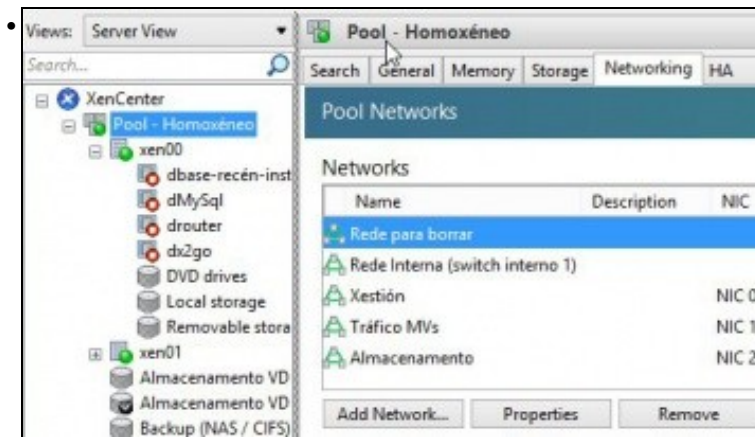 Views: Server View
Pool - Homoxéneo
Search...
Search General Memory Storage Networking HA
XenCenter
Pool - Homoxéneo
Pool Networks
xen00
dbase-recén-inst
Networks
dMySql
Name Description NIC
drouter
Rede para borrar
dx2go
Rede Interna (switch interno 1)
DVD drives
Xestión NIC 0
Local storage
Tráfico MVs NIC 1
Removable stora
Almacenamento NIC 2
xen01
Almacenamento VD
Almacenamento VD
Add Network... Properties Remove
Backup (NAS / CIFS)